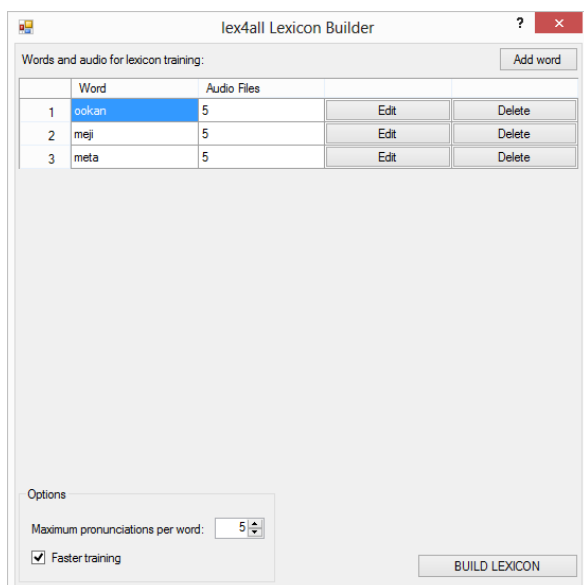 lex4all Lexicon Builder ? ×
Words and audio for lexicon training: Add word
Word Audio Files
1 ookan 5 Edit Delete
2 meji 5 Edit Delete
3 meta 5 Edit Delete
Options
Maximum pronunciations per word: 5
Faster training
BUILD LEXICON